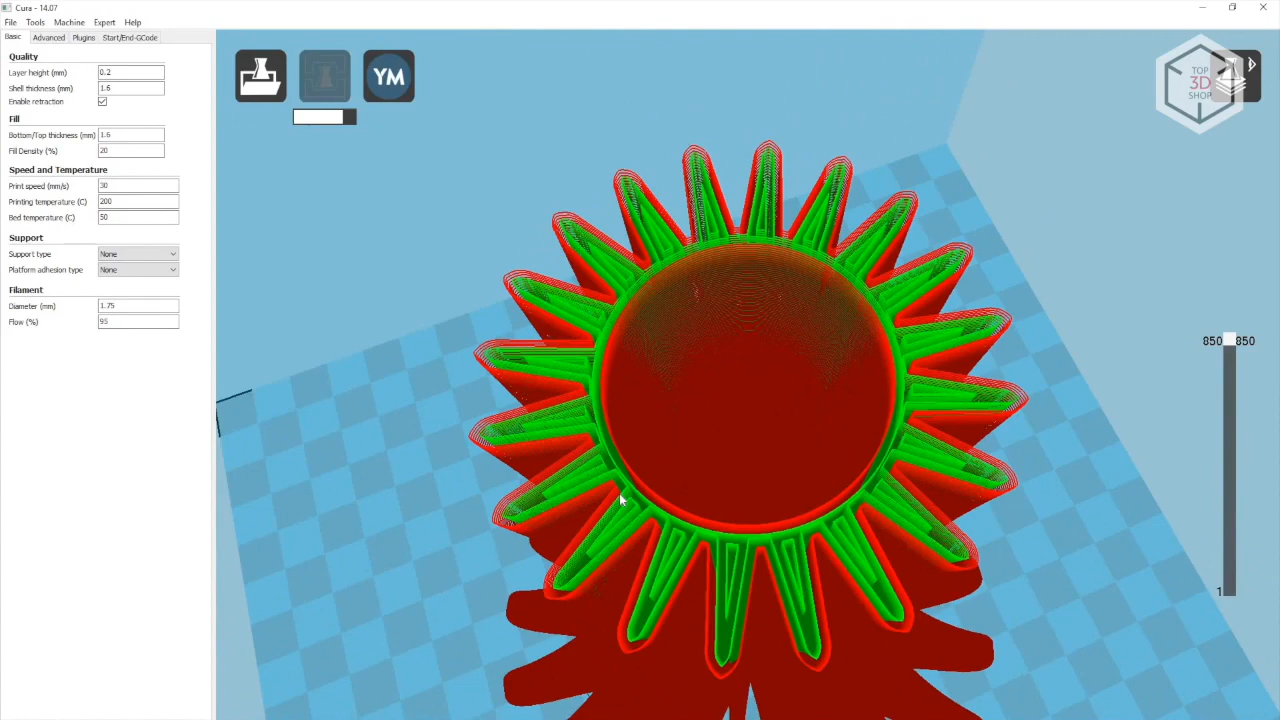 Cura - 14.07
File Tools Machine Expert Help
Basic Advanced Plugins Start/End-GCode
Quality
Layer height (mm) 0.2
Shell thickness (mm) 1.6
Enable retraction
Fill
Bottom/Top thickness (mm) 1.6
Fill Density (%) 20
Speed and Temperature
Print speed (mm/s) 30
Printing temperature (C) 200
Bed temperature (C) 50
Support
Support type None
Platform adhesion type None
Filament
Diameter (mm) 1.75
Flow (%) 95
YM
TOP
3D
SHOP
850 850
1